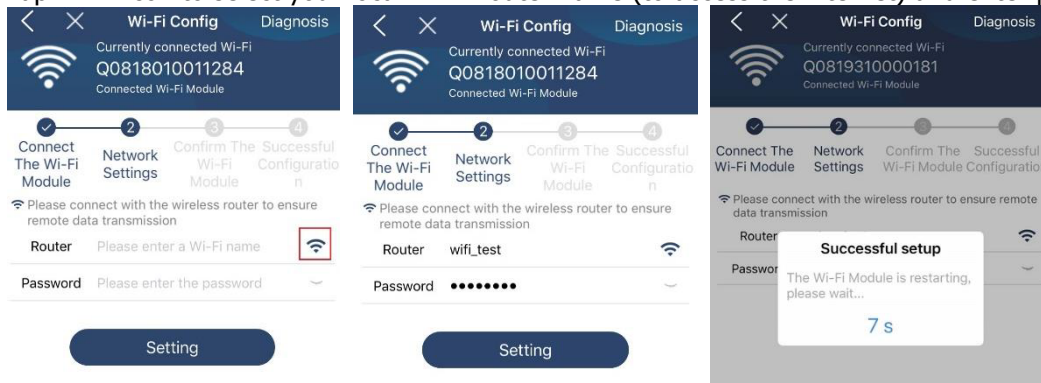 Wi-Fi Config Diagnosis
Currently connected Wi-Fi
Q0818010011284
Connected Wi-Fi Module
2 3 4
Connect The Wi-Fi Module
Network Settings
Confirm The Wi-Fi Module
Successful Configuratio n
Please connect with the wireless router to ensure
remote data transmission
Router Please enter a Wi-Fi name
Password Please enter the password
Setting
Wi-Fi Config Diagnosis
Currently connected Wi-Fi
Q0818010011284
Connected Wi-Fi Module
2 3 4
Connect The Wi-Fi Module
Network Settings
Confirm The Wi-Fi Module
Successful Configuratio n
Please connect with the wireless router to ensure
remote data transmission
Router wifi_test
Password ••••••••
Setting
Wi-Fi Config Diagnosis
Currently connected Wi-Fi
Q0819310000181
Connected Wi-Fi Module
2 3 4
Connect The Wi-Fi Module
Network Settings
Confirm The Wi-Fi Module
Successful Configuratio
Please connect with the wireless router to ensure remote
data transmission
Router
Passwor
Successful setup
The Wi-Fi Module is restarting,
please wait...
7 s